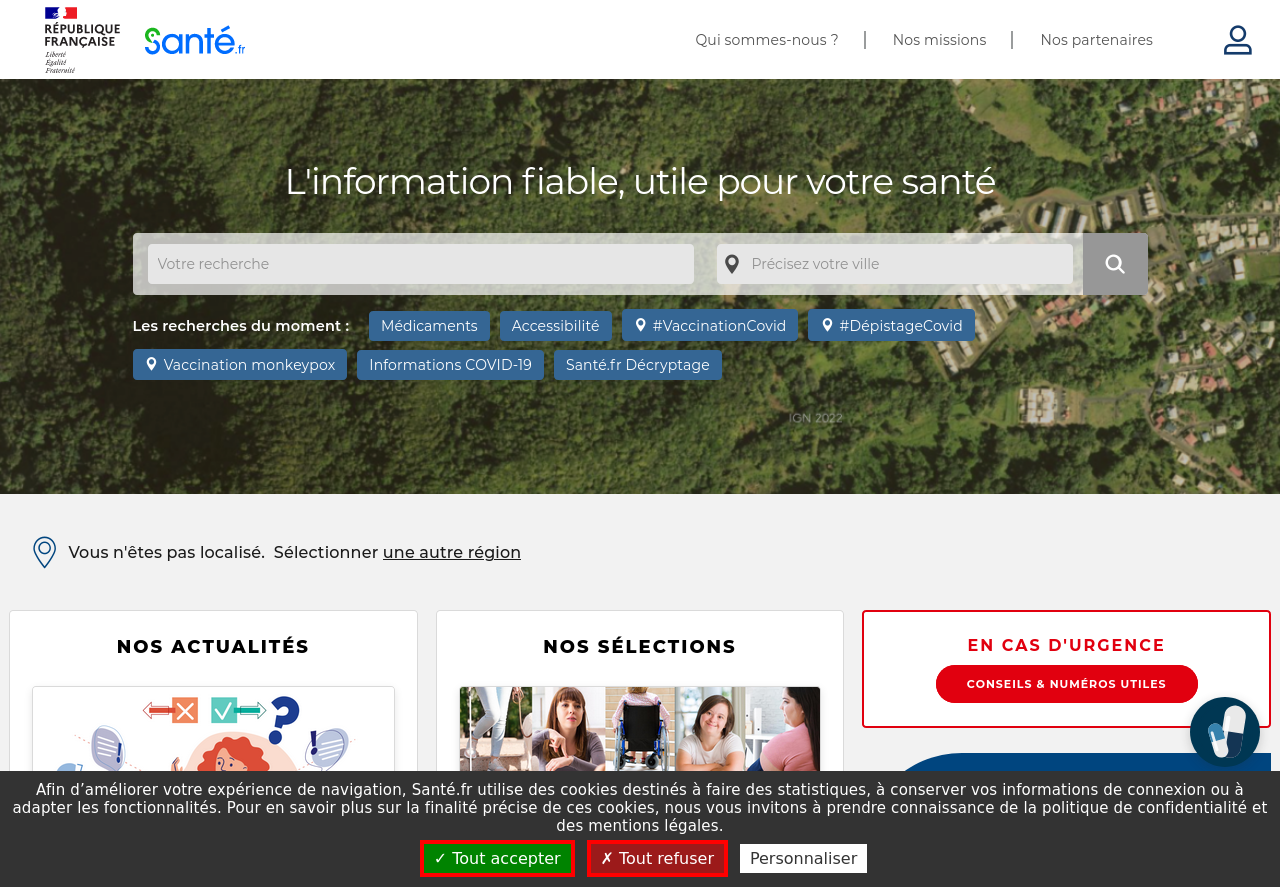 RÉPUBLIQUE
FRANÇAISE
Liberté
Égalité
Fraternité
Santé.fr
Qui sommes-nous ?
Nos missions
Nos partenaires
L'information fiable, utile pour votre santé
Votre recherche
Précisez votre ville
Les recherches du moment :
Médicaments
Accessibilité
#VaccinationCovid
#DépistageCovid
Vaccination monkeypox
Informations COVID-19
Santé.fr Décryptage
IGN 2022
Vous n'êtes pas localisé. Sélectionner une autre région
NOS ACTUALITÉS
NOS SÉLECTIONS
EN CAS D'URGENCE
CONSEILS & NUMÉROS UTILES
Afin d’améliorer votre expérience de navigation, Santé.fr utilise des cookies destinés à faire des statistiques, à conserver vos informations de connexion ou à
adapter les fonctionnalités. Pour en savoir plus sur la finalité précise de ces cookies, nous vous invitons à prendre connaissance de la politique de confidentialité et
des mentions légales.
✓ Tout accepter
✗ Tout refuser
Personnaliser